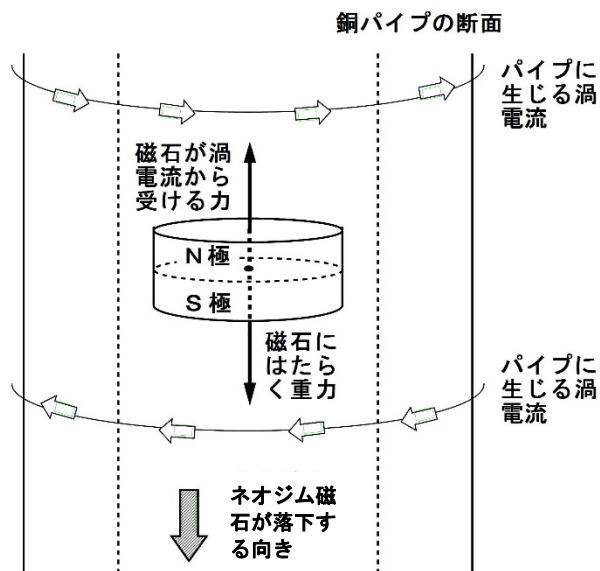 銅パイプの断面
パイプに
生じる渦
電流
磁石が渦
電流から
受ける力
N極
S極
磁石に
はたら
く重力
パイプに
生じる渦
電流
ネオジム磁
石が落下す
る向き